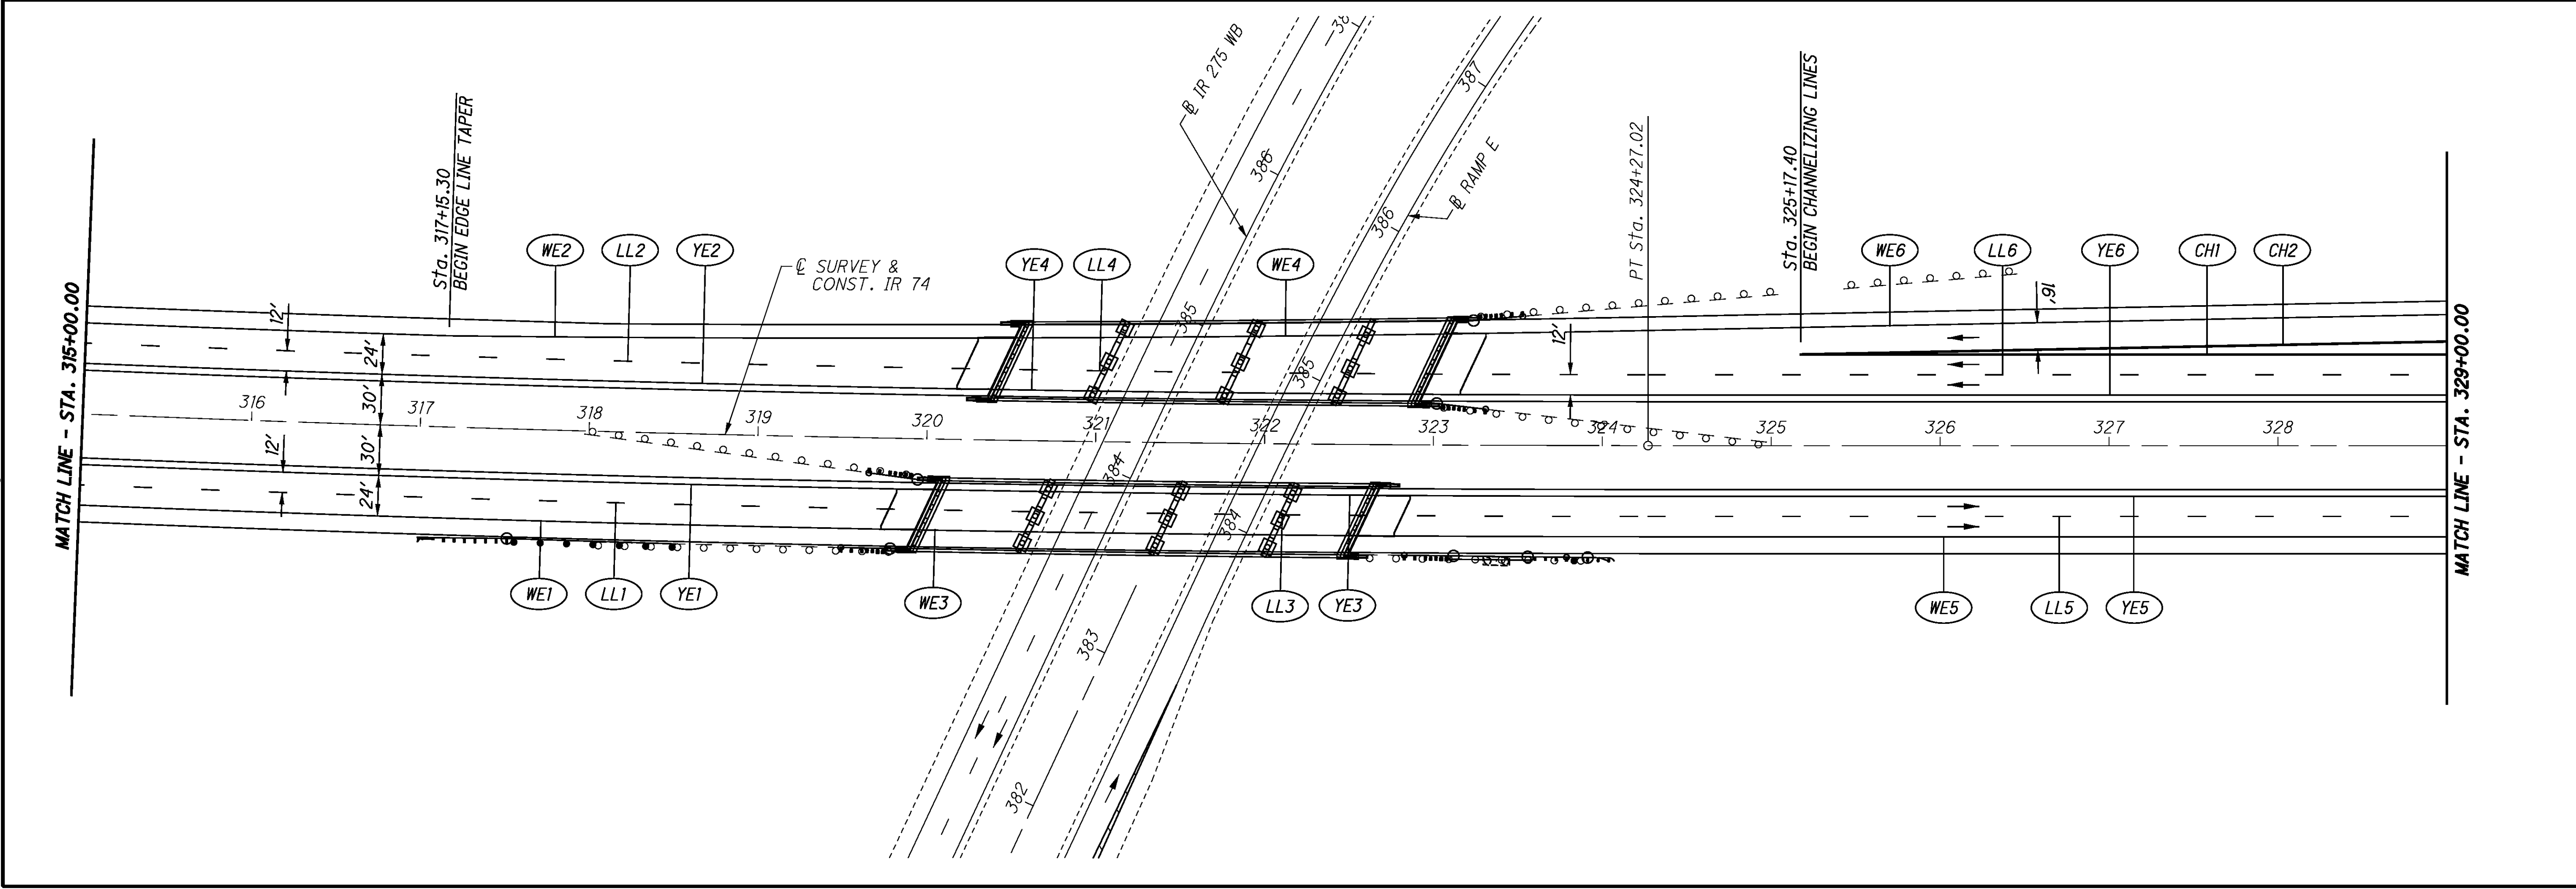 MATCH LINE - STA. 315+00.00
Sta. 317+15.30
BEGIN EDGE LINE TAPER
WE2
LL2
YE2
℄ SURVEY &
CONST. IR 74
YE4
LL4
WE4
℄ IR 275 WB
℄ RAMP E
PT Sta. 324+27.02
Sta. 325+17.40
BEGIN CHANNELIZING LINES
WE6
LL6
YE6
CH1
CH2
MATCH LINE - STA. 329+00.00
12'
24'
30'
30'
12'
24'
12'
16'
316
317
318
319
320
321
322
323
324
325
326
327
328
386
385
384
383
382
387
386
385
384
WE1
LL1
YE1
WE3
LL3
YE3
WE5
LL5
YE5